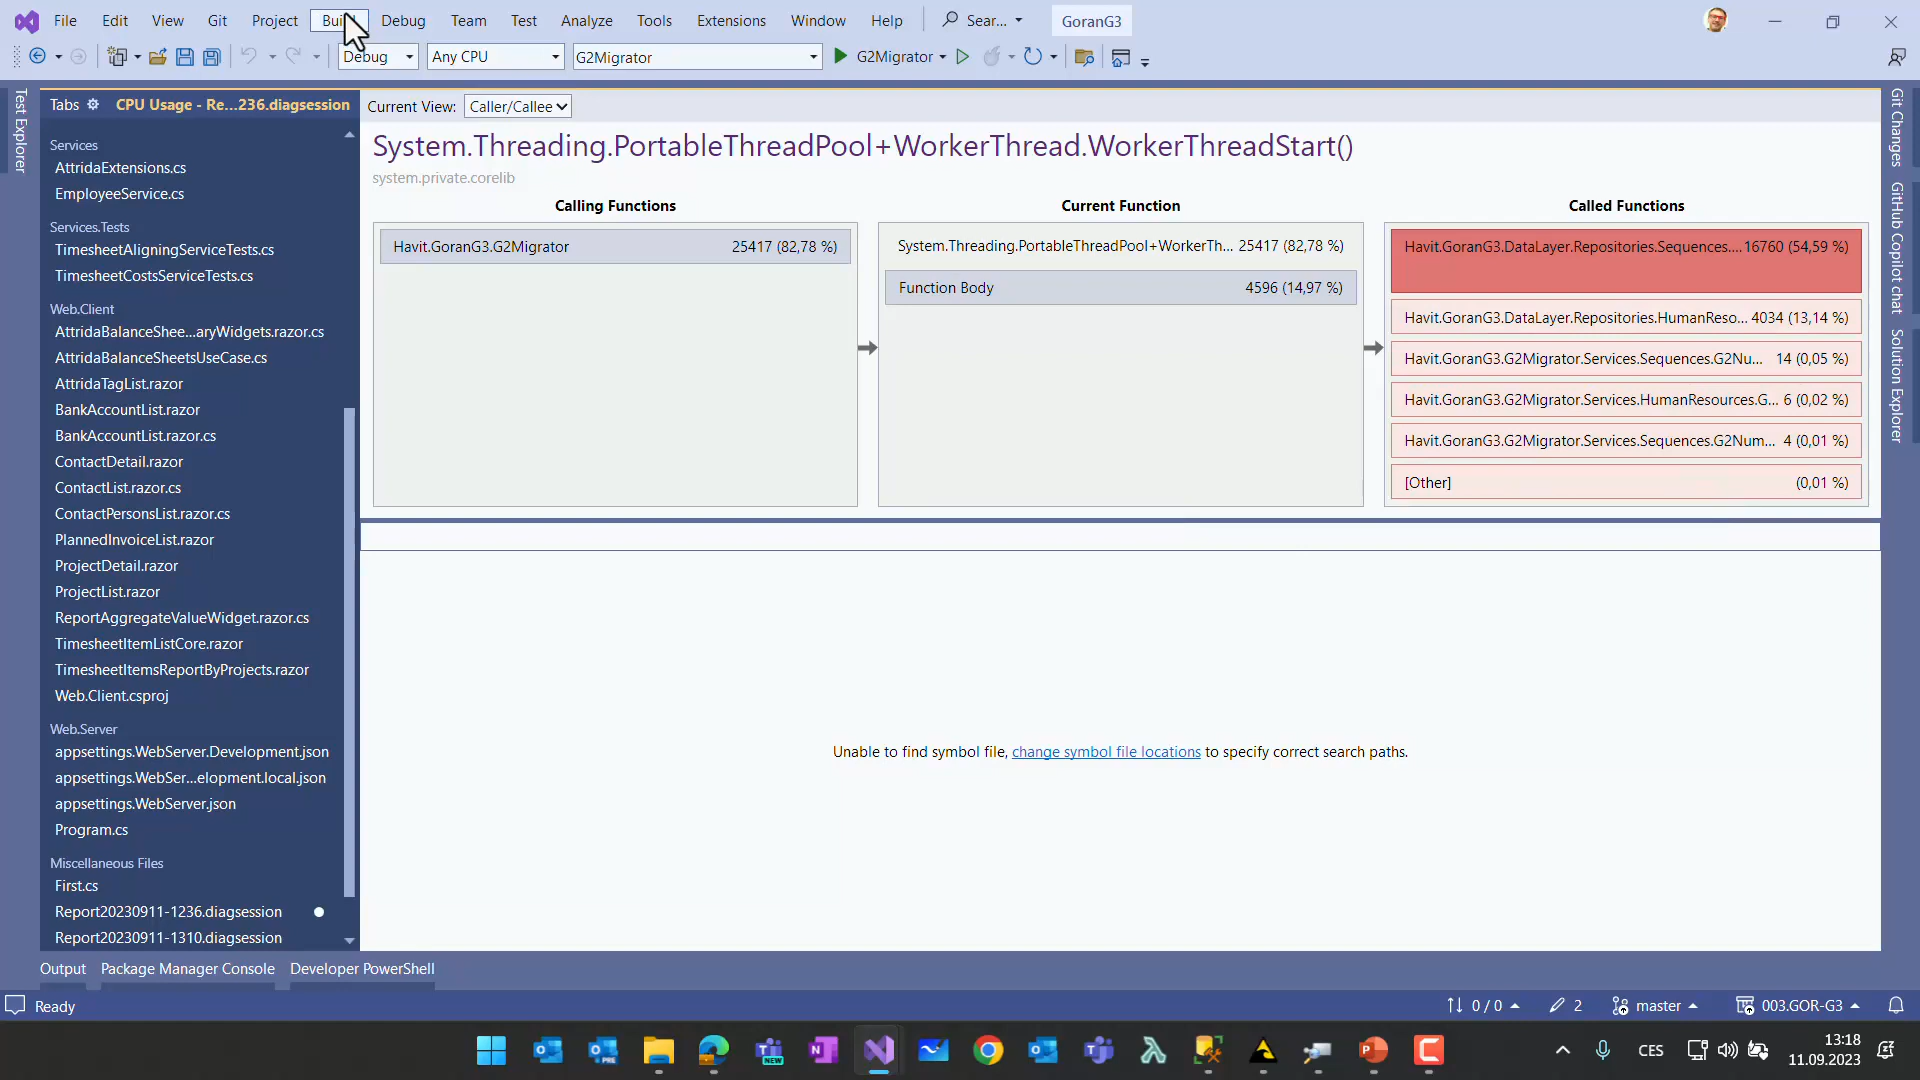 File Edit View Git Project Buil Debug Team Test Analyze Tools Extensions Window Help Sear... GoranG3
Debug Any CPU G2Migrator G2Migrator
Test Explorer
Tabs CPU Usage - Re...236.diagsession
Services
AttridaExtensions.cs
EmployeeService.cs
Services.Tests
TimesheetAligningServiceTests.cs
TimesheetCostsServiceTests.cs
Web.Client
AttridaBalanceShee...aryWidgets.razor.cs
AttridaBalanceSheetsUseCase.cs
AttridaTagList.razor
BankAccountList.razor
BankAccountList.razor.cs
ContactDetail.razor
ContactList.razor.cs
ContactPersonsList.razor.cs
PlannedInvoiceList.razor
ProjectDetail.razor
ProjectList.razor
ReportAggregateValueWidget.razor.cs
TimesheetItemListCore.razor
TimesheetItemsReportByProjects.razor
Web.Client.csproj
Web.Server
appsettings.WebServer.Development.json
appsettings.WebSer...elopment.local.json
appsettings.WebServer.json
Program.cs
Miscellaneous Files
First.cs
Report20230911-1236.diagsession
Report20230911-1310.diagsession
Current View: Caller/Callee
System.Threading.PortableThreadPool+WorkerThread.WorkerThreadStart()
system.private.corelib
Calling Functions
Havit.GoranG3.G2Migrator 25417 (82,78 %)
Current Function
System.Threading.PortableThreadPool+WorkerTh... 25417 (82,78 %)
Function Body 4596 (14,97 %)
Called Functions
Havit.GoranG3.DataLayer.Repositories.Sequences.... 16760 (54,59 %)
Havit.GoranG3.DataLayer.Repositories.HumanReso... 4034 (13,14 %)
Havit.GoranG3.G2Migrator.Services.Sequences.G2Nu... 14 (0,05 %)
Havit.GoranG3.G2Migrator.Services.HumanResources.G... 6 (0,02 %)
Havit.GoranG3.G2Migrator.Services.Sequences.G2Num... 4 (0,01 %)
[Other] (0,01 %)
Unable to find symbol file, change symbol file locations to specify correct search paths.
Git Changes
GitHub Copilot chat
Solution Explorer
Output Package Manager Console Developer PowerShell
Ready 0 / 0 2 master 003.GOR-G3
NEW PRE
CES
13:18
11.09.2023